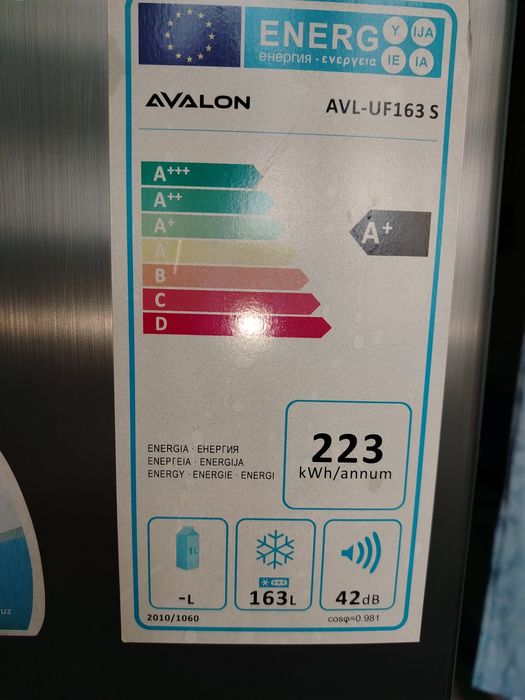 ENERG Y IJA
IE IA
енергия · ενεργεια
AVALON
AVL-UF163 S
A+++
A++
A+
A
B
C
D
A+
223
kWh/annum
ENERGIA · ЕНЕРГИЯ
ΕΝΕΡΓΕΙΑ · ENERGIJA
ENERGY · ENERGIE · ENERGI
1L
-L
163L
42dB
2010/1060
cosφ=0.981
uz